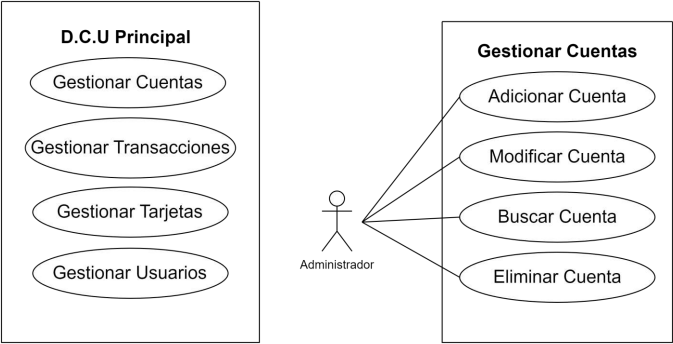 D.C.U Principal
Gestionar Cuentas
Gestionar Transacciones
Gestionar Tarjetas
Gestionar Usuarios
Administrador
Gestionar Cuentas
Adicionar Cuenta
Modificar Cuenta
Buscar Cuenta
Eliminar Cuenta